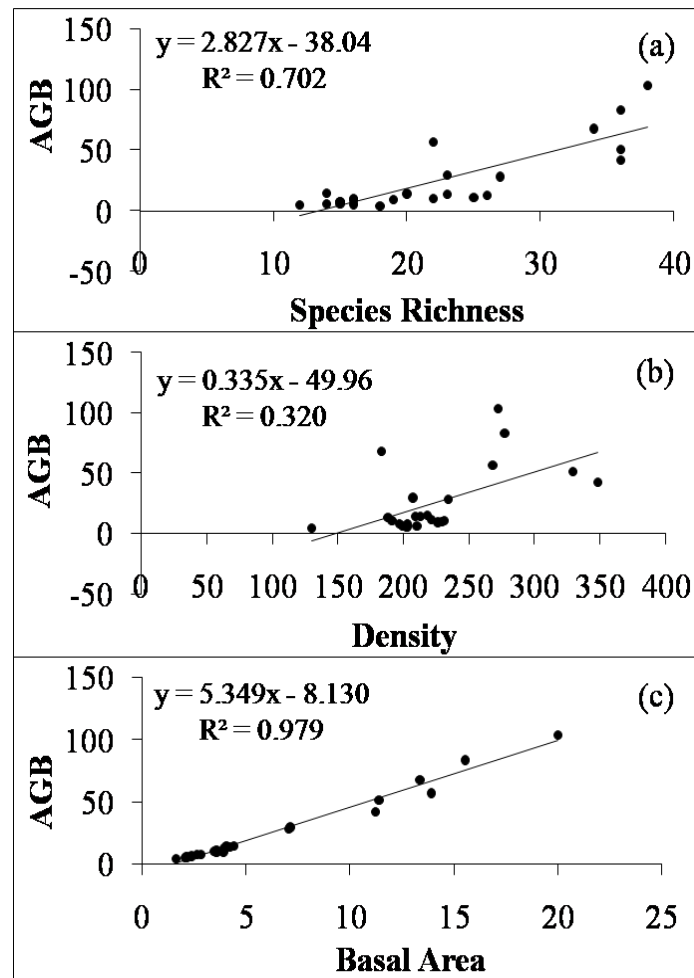 y = 2.827x - 38.04
R² = 0.702
(a)
150
100
50
0
-50
AGB
0 10 20 30 40
Species Richness
y = 0.335x - 49.96
R² = 0.320
(b)
150
100
50
0
-50
AGB
0 50 100 150 200 250 300 350 400
Density
y = 5.349x - 8.130
R² = 0.979
(c)
150
100
50
0
AGB
0 5 10 15 20 25
Basal Area